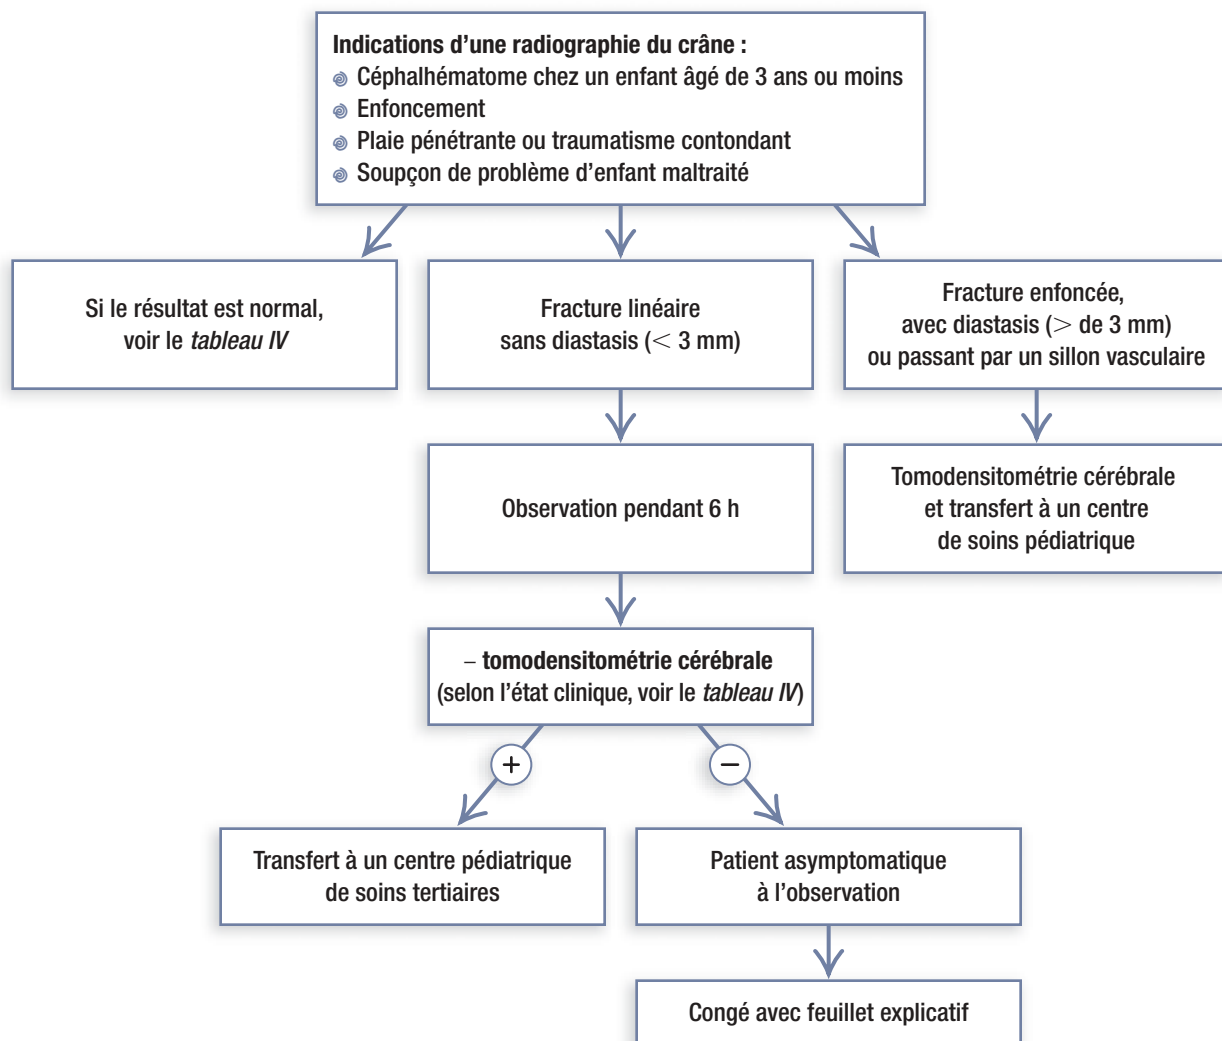 Indications d’une radiographie du crâne :
Céphalhématome chez un enfant âgé de 3 ans ou moins
Enfoncement
Plaie pénétrante ou traumatisme contondant
Soupçon de problème d’enfant maltraité
Si le résultat est normal,
voir le tableau IV
Fracture linéaire
sans diastasis (< 3 mm)
Fracture enfoncée,
avec diastasis (> de 3 mm)
ou passant par un sillon vasculaire
Observation pendant 6 h
Tomodensitométrie cérébrale
et transfert à un centre
de soins pédiatrique
– tomodensitométrie cérébrale
(selon l’état clinique, voir le tableau IV)
+
–
Transfert à un centre pédiatrique
de soins tertiaires
Patient asymptomatique
à l’observation
Congé avec feuillet explicatif